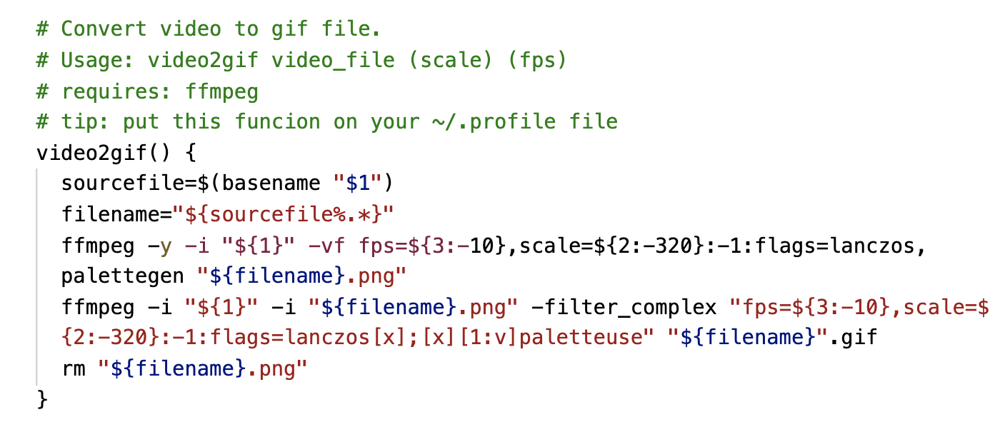 # Convert video to gif file.
# Usage: video2gif video_file (scale) (fps)
# requires: ffmpeg
# tip: put this funcion on your ~/.profile file
video2gif() {
  sourcefile=$(basename "$1")
  filename="${sourcefile%.*}"
  ffmpeg -y -i "${1}" -vf fps=${3:-10},scale=${2:-320}:-1:flags=lanczos,
  palettegen "${filename}.png"
  ffmpeg -i "${1}" -i "${filename}.png" -filter_complex "fps=${3:-10},scale=$
  {2:-320}:-1:flags=lanczos[x];[x][1:v]paletteuse" "${filename}".gif
  rm "${filename}.png"
}